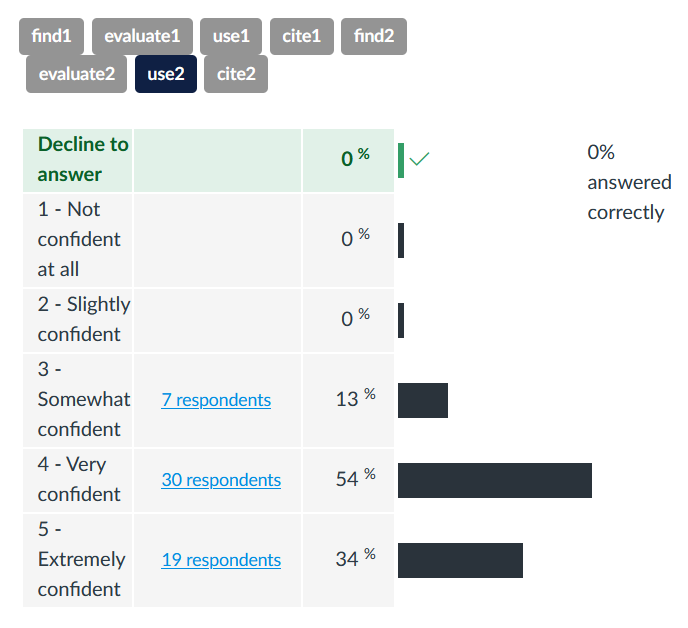 find1 evaluate1 use1 cite1 find2
evaluate2 use2 cite2
Decline to
answer
0 %
0%
answered
correctly
1 - Not
confident
at all
0 %
2 - Slightly
confident
0 %
3 -
Somewhat
confident
7 respondents
13 %
4 - Very
confident
30 respondents
54 %
5 -
Extremely
confident
19 respondents
34 %